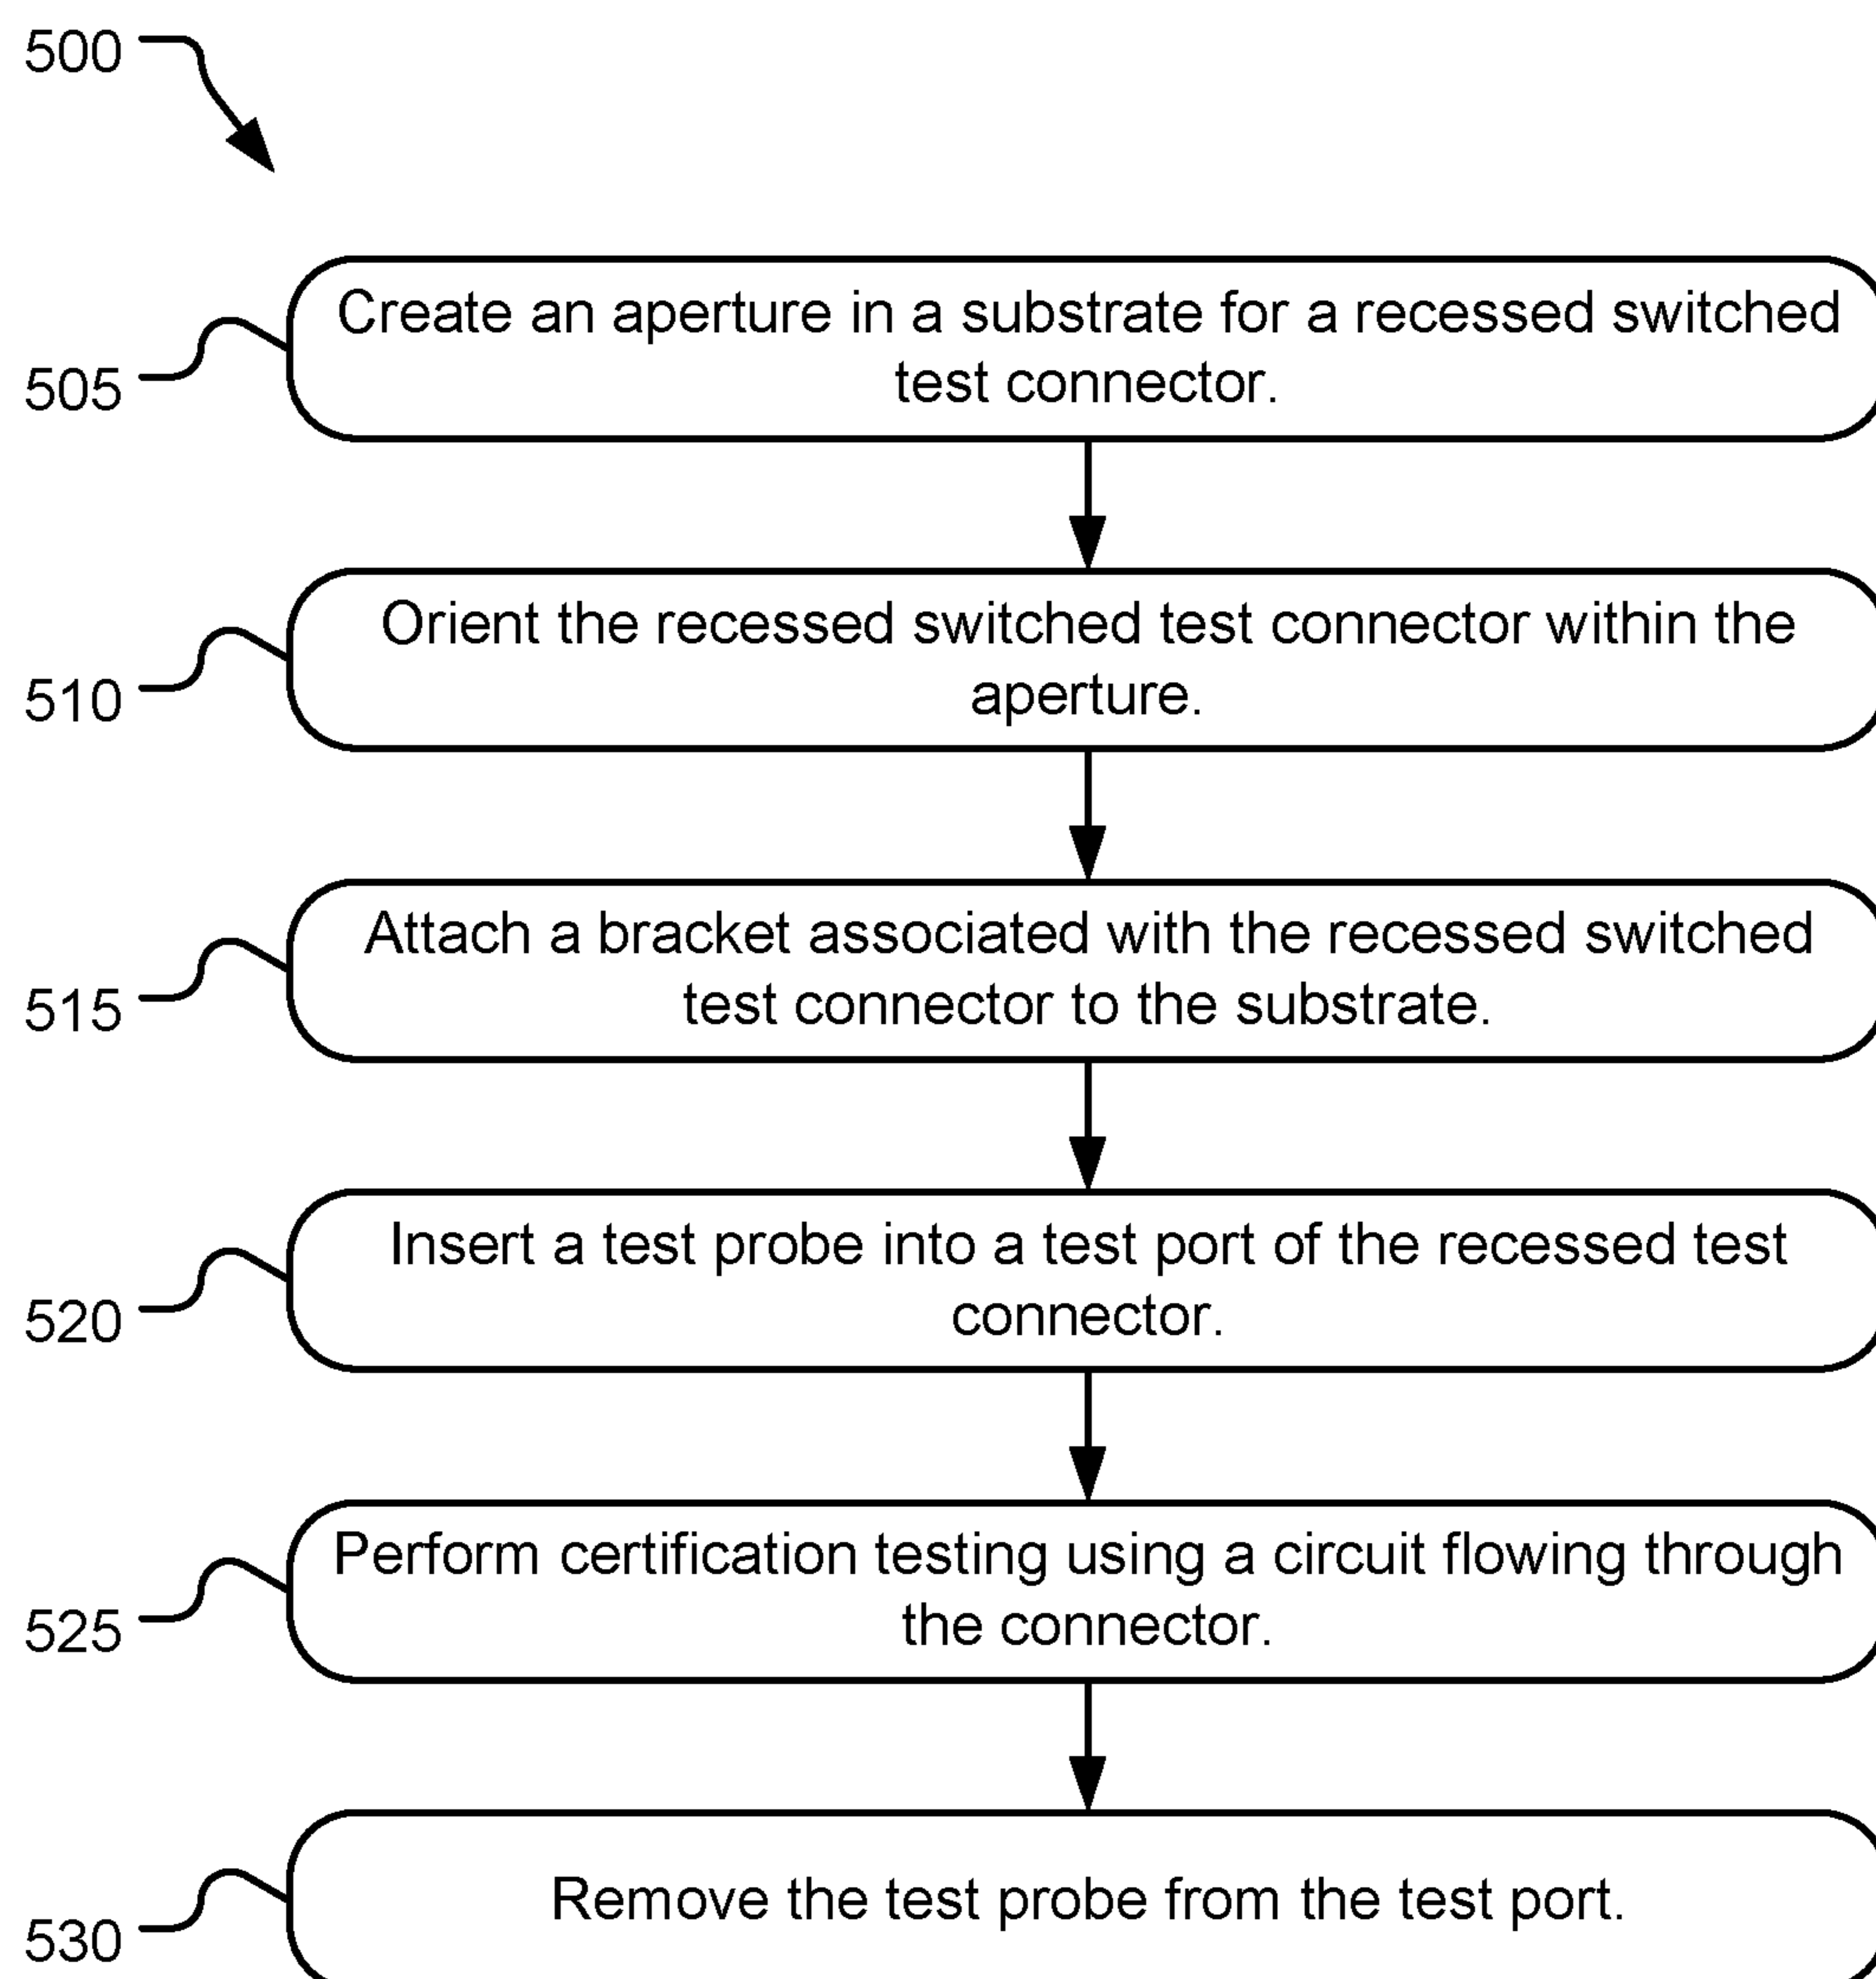 500
505
Create an aperture in a substrate for a recessed switched
test connector.
510
Orient the recessed switched test connector within the
aperture.
515
Attach a bracket associated with the recessed switched
test connector to the substrate.
520
Insert a test probe into a test port of the recessed test
connector.
525
Perform certification testing using a circuit flowing through
the connector.
530
Remove the test probe from the test port.